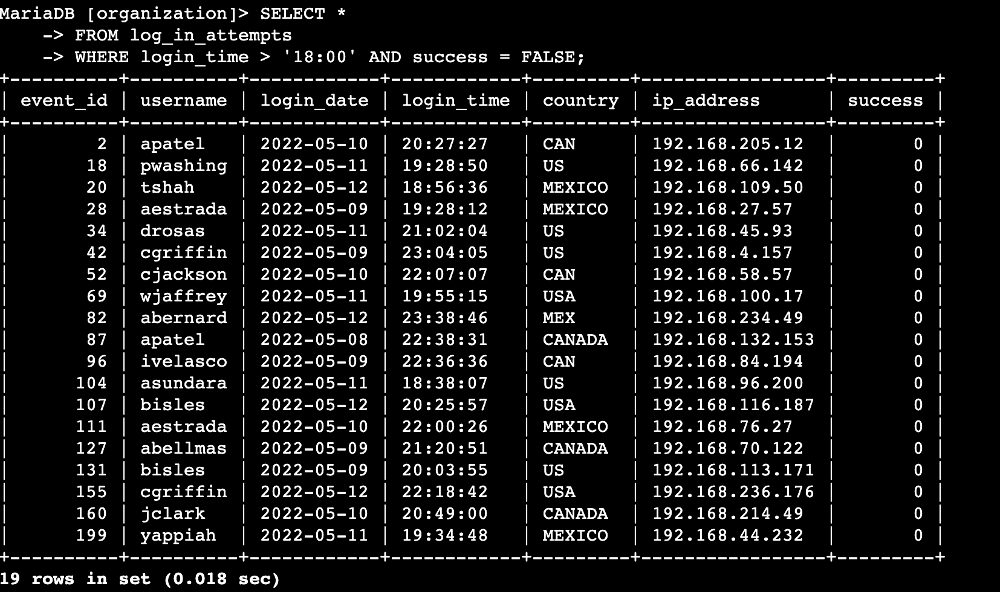 MariaDB [organization]> SELECT *
    -> FROM log_in_attempts
    -> WHERE login_time > '18:00' AND success = FALSE;
+----------+----------+------------+------------+---------+-----------------+---------+
| event_id | username | login_date | login_time | country | ip_address      | success |
+----------+----------+------------+------------+---------+-----------------+---------+
|        2 | apatel   | 2022-05-10 | 20:27:27   | CAN     | 192.168.205.12  |       0 |
|       18 | pwashing | 2022-05-11 | 19:28:50   | US      | 192.168.66.142  |       0 |
|       20 | tshah    | 2022-05-12 | 18:56:36   | MEXICO  | 192.168.109.50  |       0 |
|       28 | aestrada | 2022-05-09 | 19:28:12   | MEXICO  | 192.168.27.57   |       0 |
|       34 | drosas   | 2022-05-11 | 21:02:04   | US      | 192.168.45.93   |       0 |
|       42 | cgriffin | 2022-05-09 | 23:04:05   | US      | 192.168.4.157   |       0 |
|       52 | cjackson | 2022-05-10 | 22:07:07   | CAN     | 192.168.58.57   |       0 |
|       69 | wjaffrey | 2022-05-11 | 19:55:15   | USA     | 192.168.100.17  |       0 |
|       82 | abernard | 2022-05-12 | 23:38:46   | MEX     | 192.168.234.49  |       0 |
|       87 | apatel   | 2022-05-08 | 22:38:31   | CANADA  | 192.168.132.153 |       0 |
|       96 | ivelasco | 2022-05-09 | 22:36:36   | CAN     | 192.168.84.194  |       0 |
|      104 | asundara | 2022-05-11 | 18:38:07   | US      | 192.168.96.200  |       0 |
|      107 | bisles   | 2022-05-12 | 20:25:57   | USA     | 192.168.116.187 |       0 |
|      111 | aestrada | 2022-05-10 | 22:00:26   | MEXICO  | 192.168.76.27   |       0 |
|      127 | abellmas | 2022-05-09 | 21:20:51   | CANADA  | 192.168.70.122  |       0 |
|      131 | bisles   | 2022-05-09 | 20:03:55   | US      | 192.168.113.171 |       0 |
|      155 | cgriffin | 2022-05-12 | 22:18:42   | USA     | 192.168.236.176 |       0 |
|      160 | jclark   | 2022-05-10 | 20:49:00   | CANADA  | 192.168.214.49  |       0 |
|      199 | yappiah  | 2022-05-11 | 19:34:48   | MEXICO  | 192.168.44.232  |       0 |
+----------+----------+------------+------------+---------+-----------------+---------+
19 rows in set (0.018 sec)